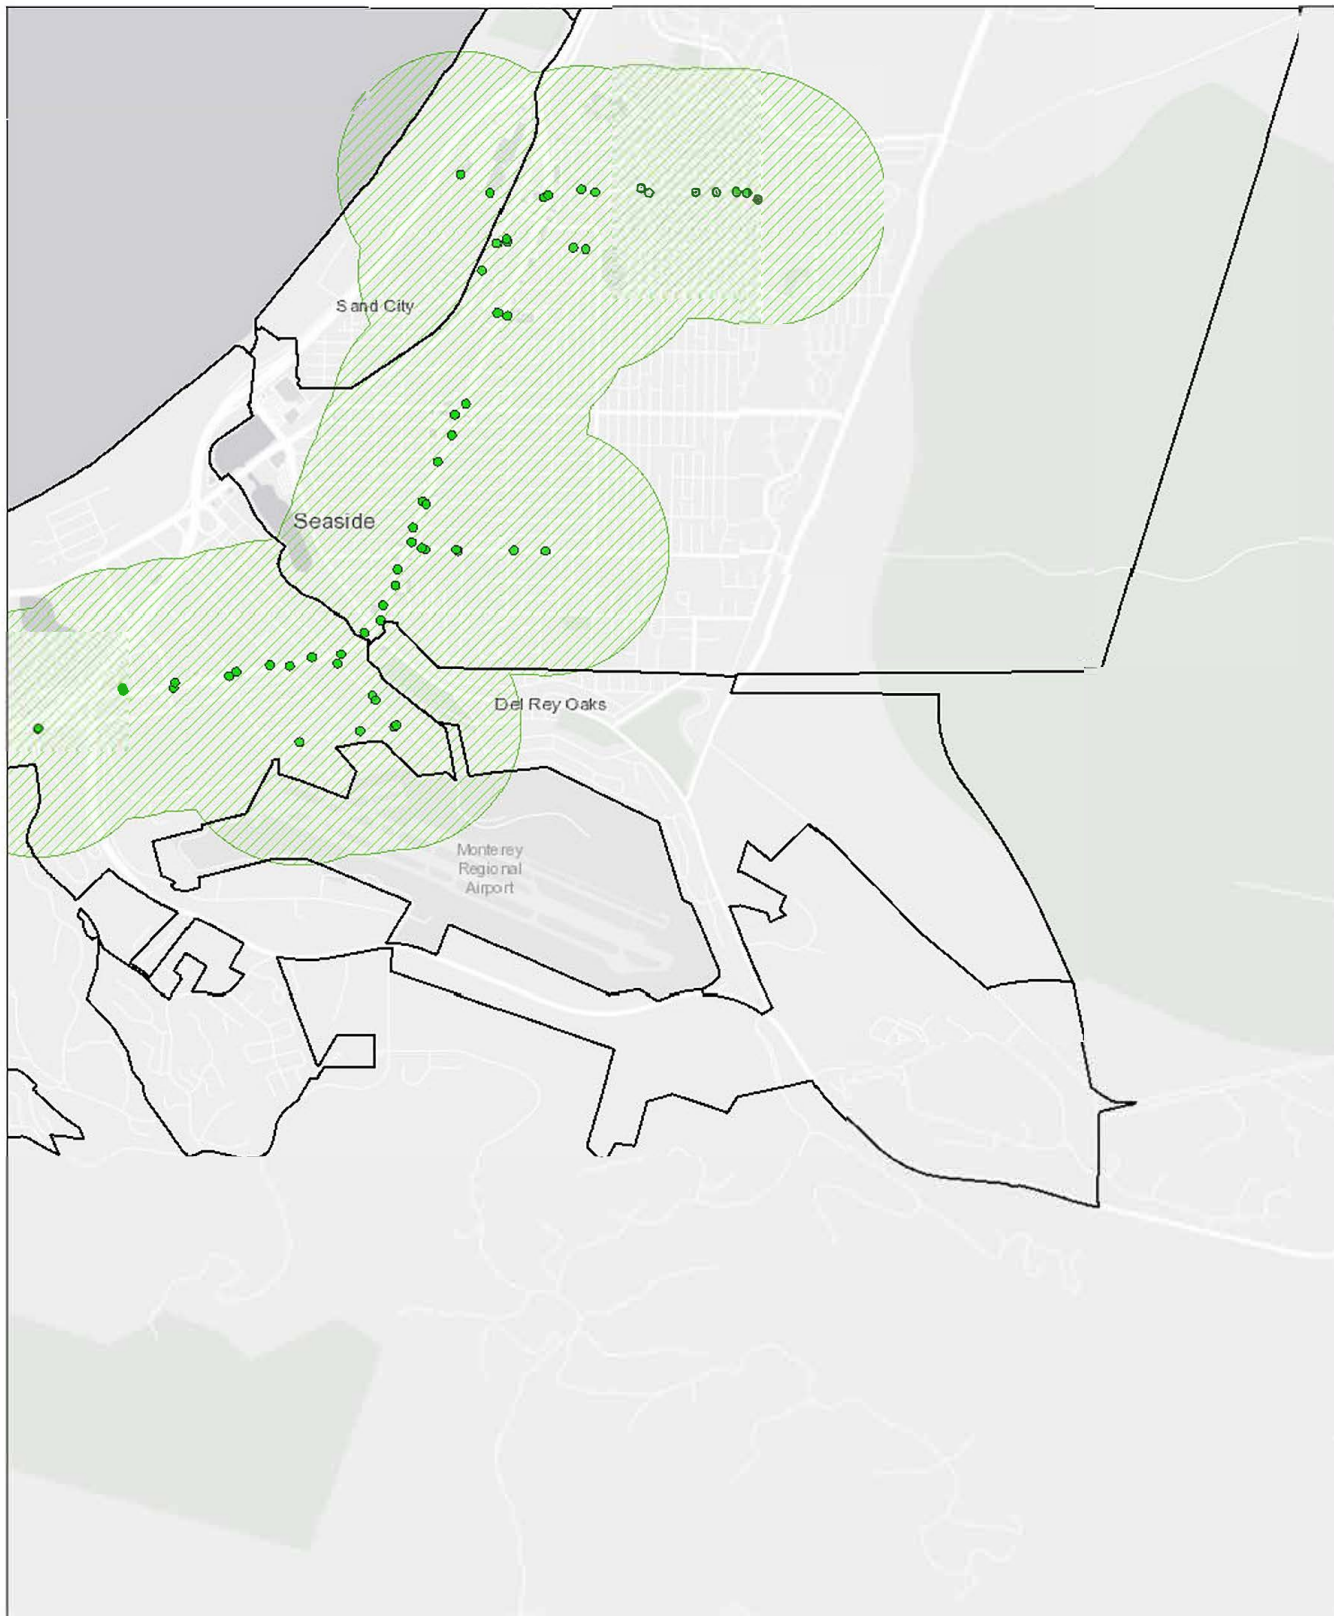 Sand City
Seaside
Del Rey Oaks
Monterey
Regional
Airport